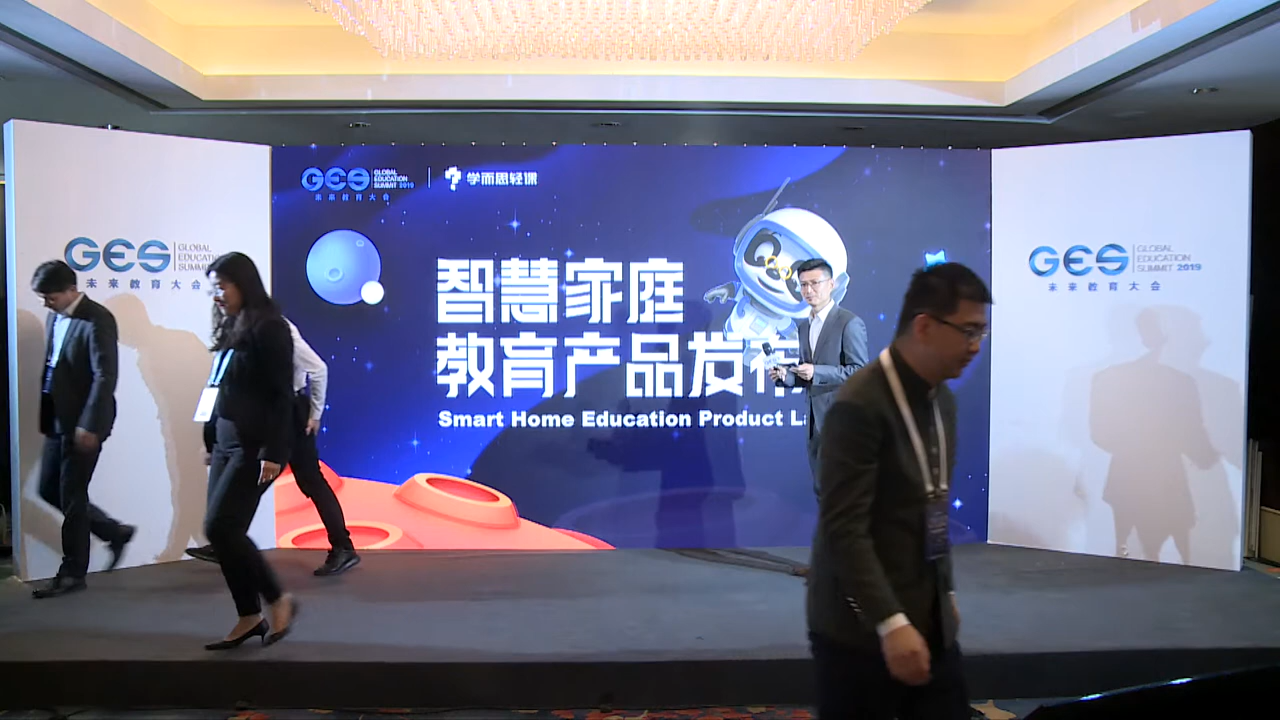 GES GLOBAL EDUCATION SUMMIT 2019
未来教育大会
学而思轻课
智慧家庭
教育产品发布
Smart Home Education Product L
GES
GLOBAL
SUMMIT
未来教育大会
GES
GLOBAL
EDUCATION
SUMMIT 2019
未来教育大会